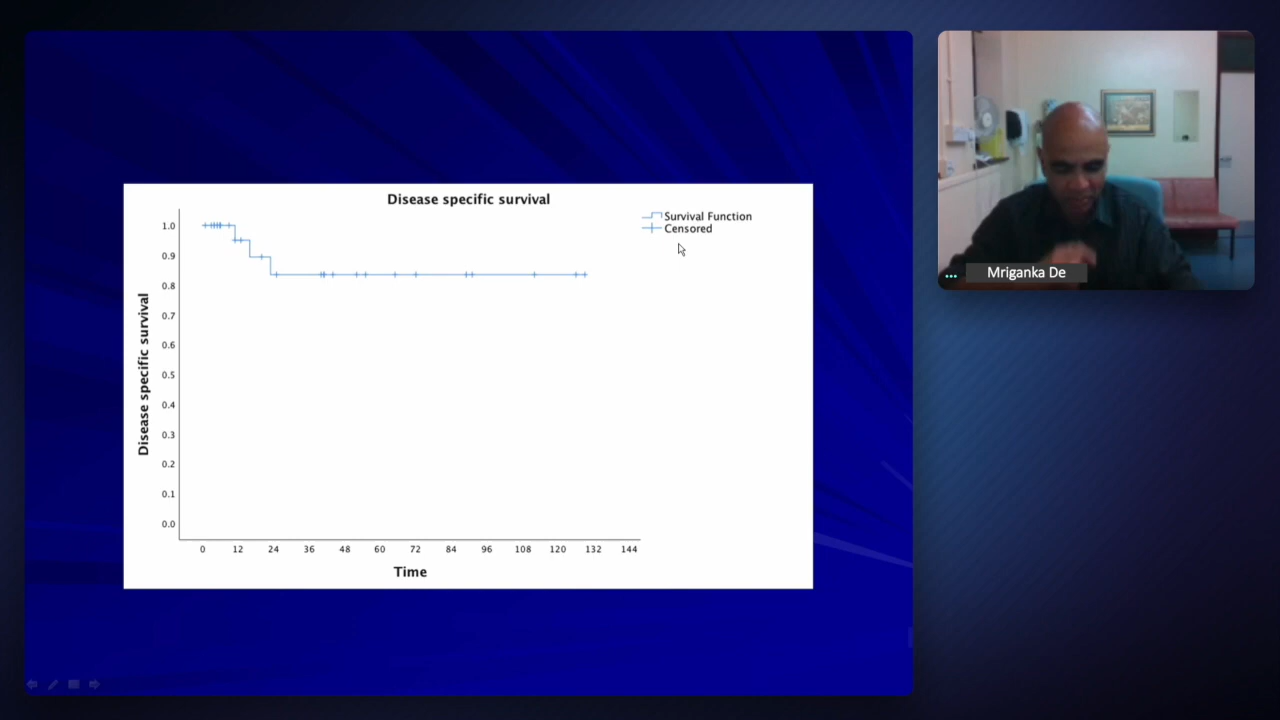 Disease specific survival
Survival Function
Censored
Disease specific survival
1.0
0.9
0.8
0.7
0.6
0.5
0.4
0.3
0.2
0.1
0.0
0 12 24 36 48 60 72 84 96 108 120 132 144
Time
Mriganka De